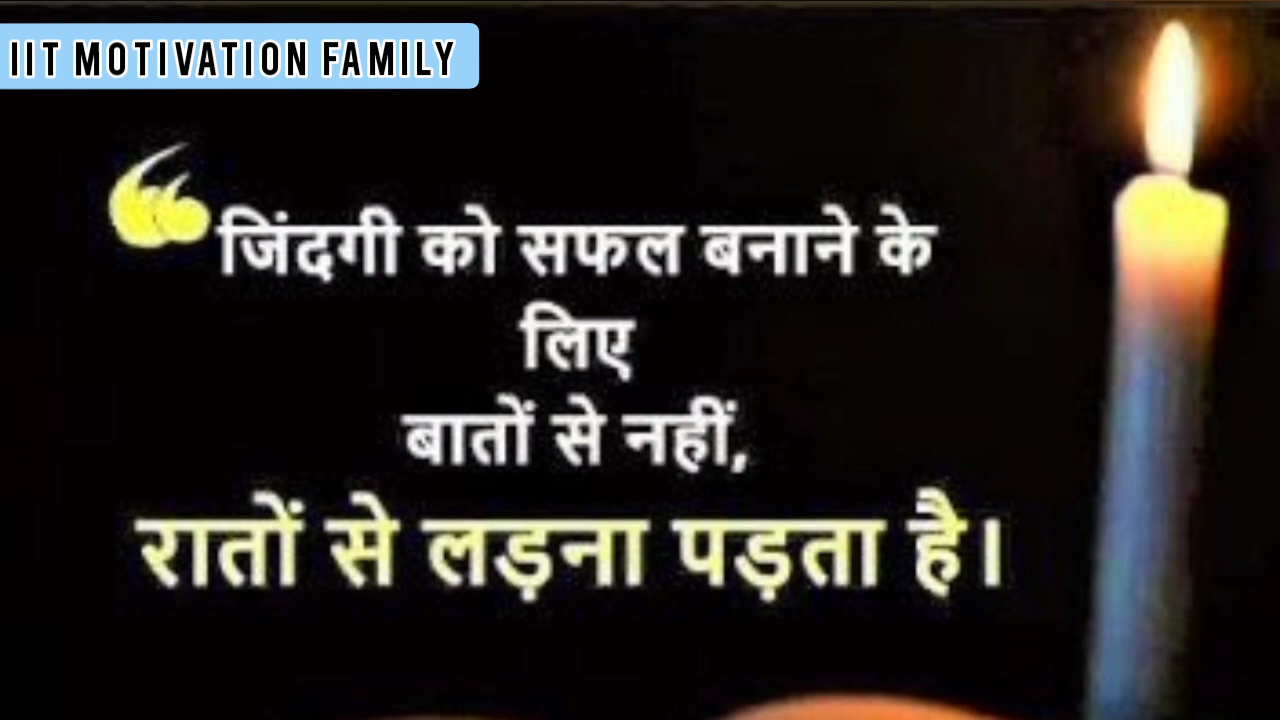 IIT MOTIVATION FAMILY
जिंदगी को सफल बनाने के
लिए
बातों से नहीं,
रातों से लड़ना पड़ता है।